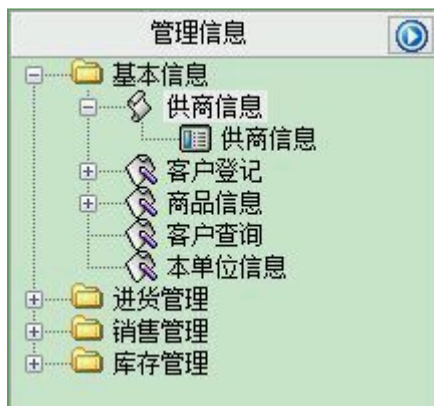 管理信息
基本信息
供商信息
供商信息
客户登记
商品信息
客户查询
本单位信息
进货管理
销售管理
库存管理